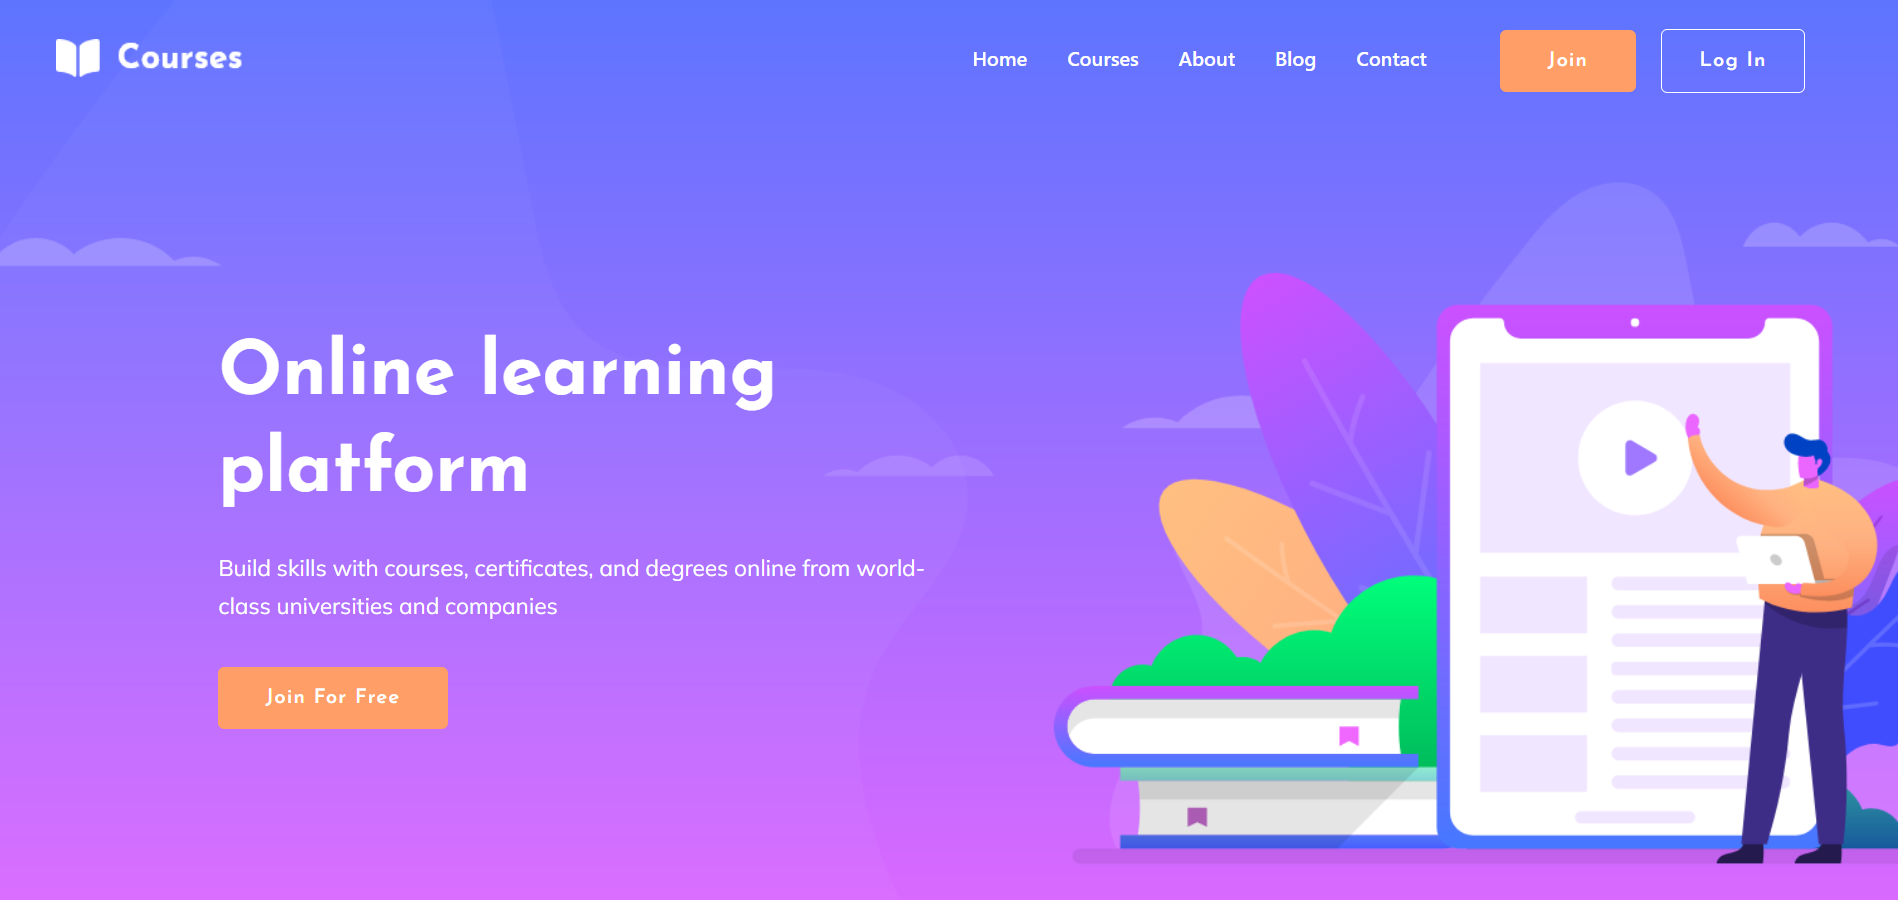 Courses
Home Courses About Blog Contact Join Log In
Online learning
platform
Build skills with courses, certificates, and degrees online from world-
class universities and companies
Join For Free